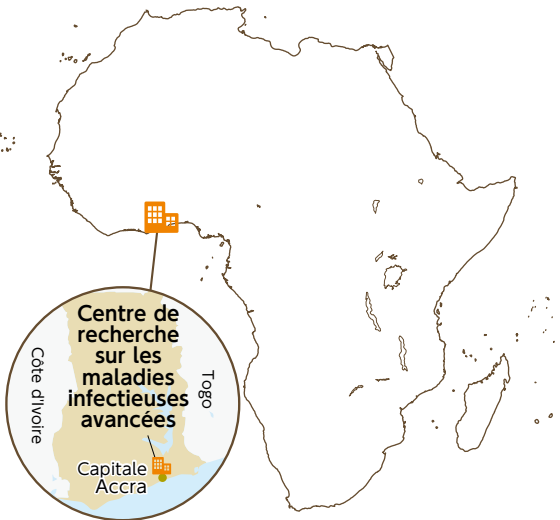 Centre de
recherche
sur les
maladies
infectieuses
avancées
Côte d'Ivoire
Togo
Capitale
Accra